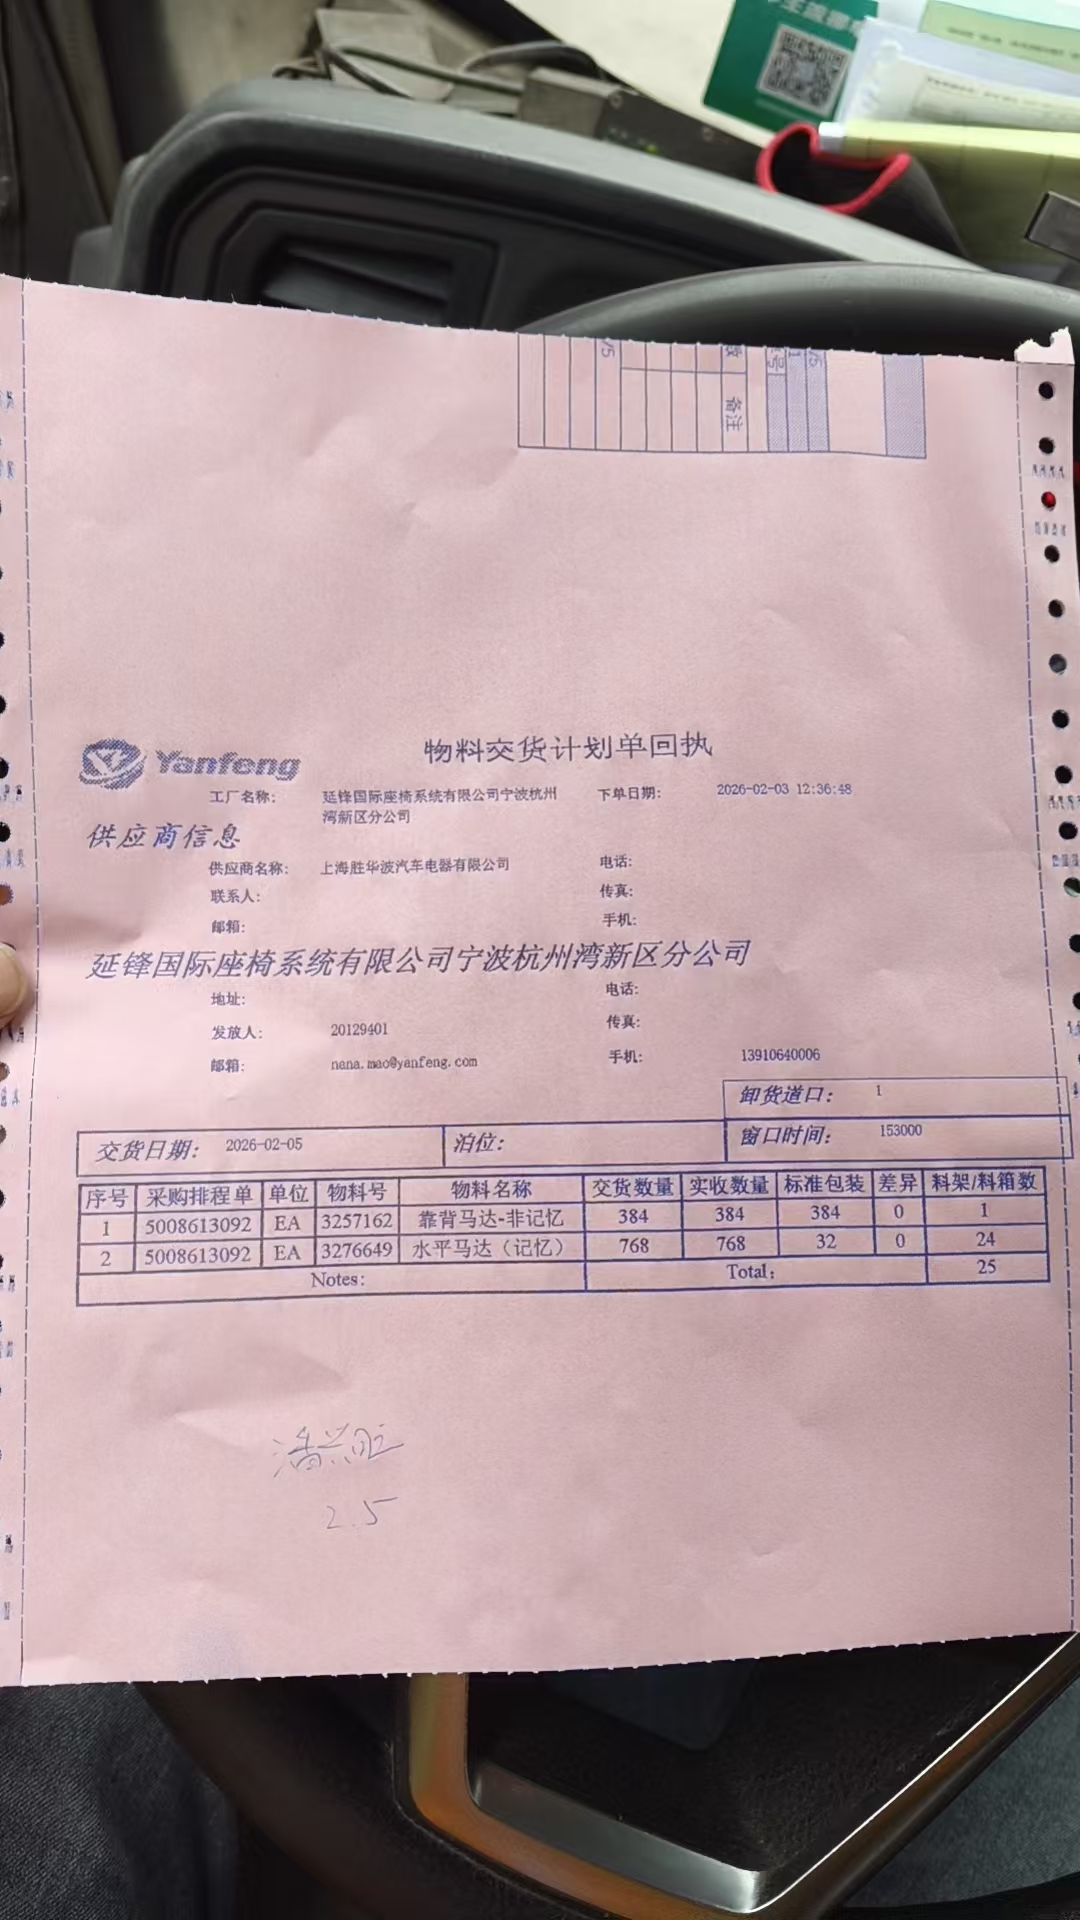 备注
Yanfeng
物料交货计划单回执
工厂名称: 延锋国际座椅系统有限公司宁波杭州湾新区分公司 下单日期: 2026-02-03 12:36:48
供应商信息
供应商名称: 上海胜华波汽车电器有限公司 电话:
联系人: 传真:
邮箱: 手机:
延锋国际座椅系统有限公司宁波杭州湾新区分公司
地址: 电话:
发放人: 20129401 传真:
邮箱: nana.mao@yanfeng.com 手机: 13910640006
卸货道口: 1
交货日期: 2026-02-05 泊位: 窗口时间: 153000
序号 采购排程单 单位 物料号 物料名称 交货数量 实收数量 标准包装 差异 料架/料箱数
1 5008613092 EA 3257162 靠背马达-非记忆 384 384 384 0 1
2 5008613092 EA 3276649 水平马达（记忆） 768 768 32 0 24
Notes: Total: 25
2.5